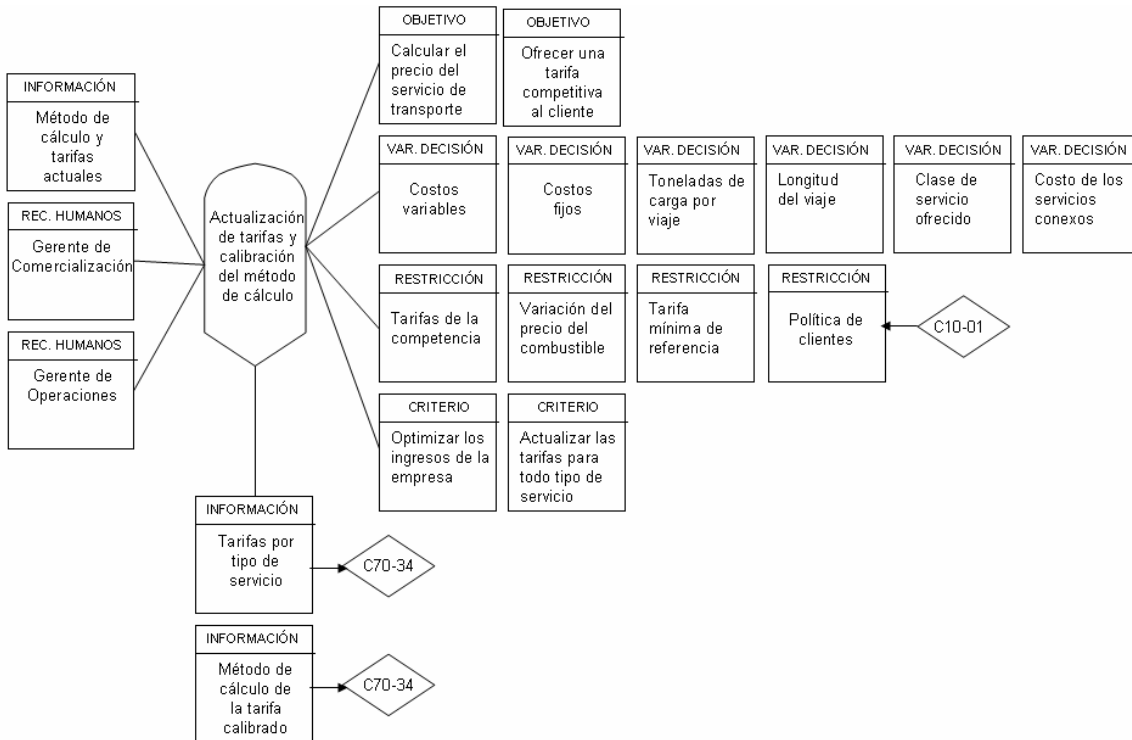 OBJETIVO
Calcular el
precio del
servicio de
transporte
OBJETIVO
Ofrecer una
tarifa
competitiva
al cliente
INFORMACIÓN
Método de
cálculo y
tarifas
actuales
REC. HUMANOS
Gerente de
Comercialización
REC. HUMANOS
Gerente de
Operaciones
Actualización
de tarifas y
calibración
del método
de cálculo
VAR. DECISIÓN
Costos
variables
VAR. DECISIÓN
Costos
fijos
VAR. DECISIÓN
Toneladas de
carga por
viaje
VAR. DECISIÓN
Longitud
del viaje
VAR. DECISIÓN
Clase de
servicio
ofrecido
VAR. DECISIÓN
Costo de los
servicios
conexos
RESTRICCIÓN
Tarifas de la
competencia
RESTRICCIÓN
Variación del
precio del
combustible
RESTRICCIÓN
Tarifa
mínima de
referencia
RESTRICCIÓN
Política de
clientes
C10-01
CRITERIO
Optimizar los
ingresos de la
empresa
CRITERIO
Actualizar las
tarifas para
todo tipo de
servicio
INFORMACIÓN
Tarifas por
tipo de
servicio
C70-34
INFORMACIÓN
Método de
cálculo de
la tarifa
calibrado
C70-34